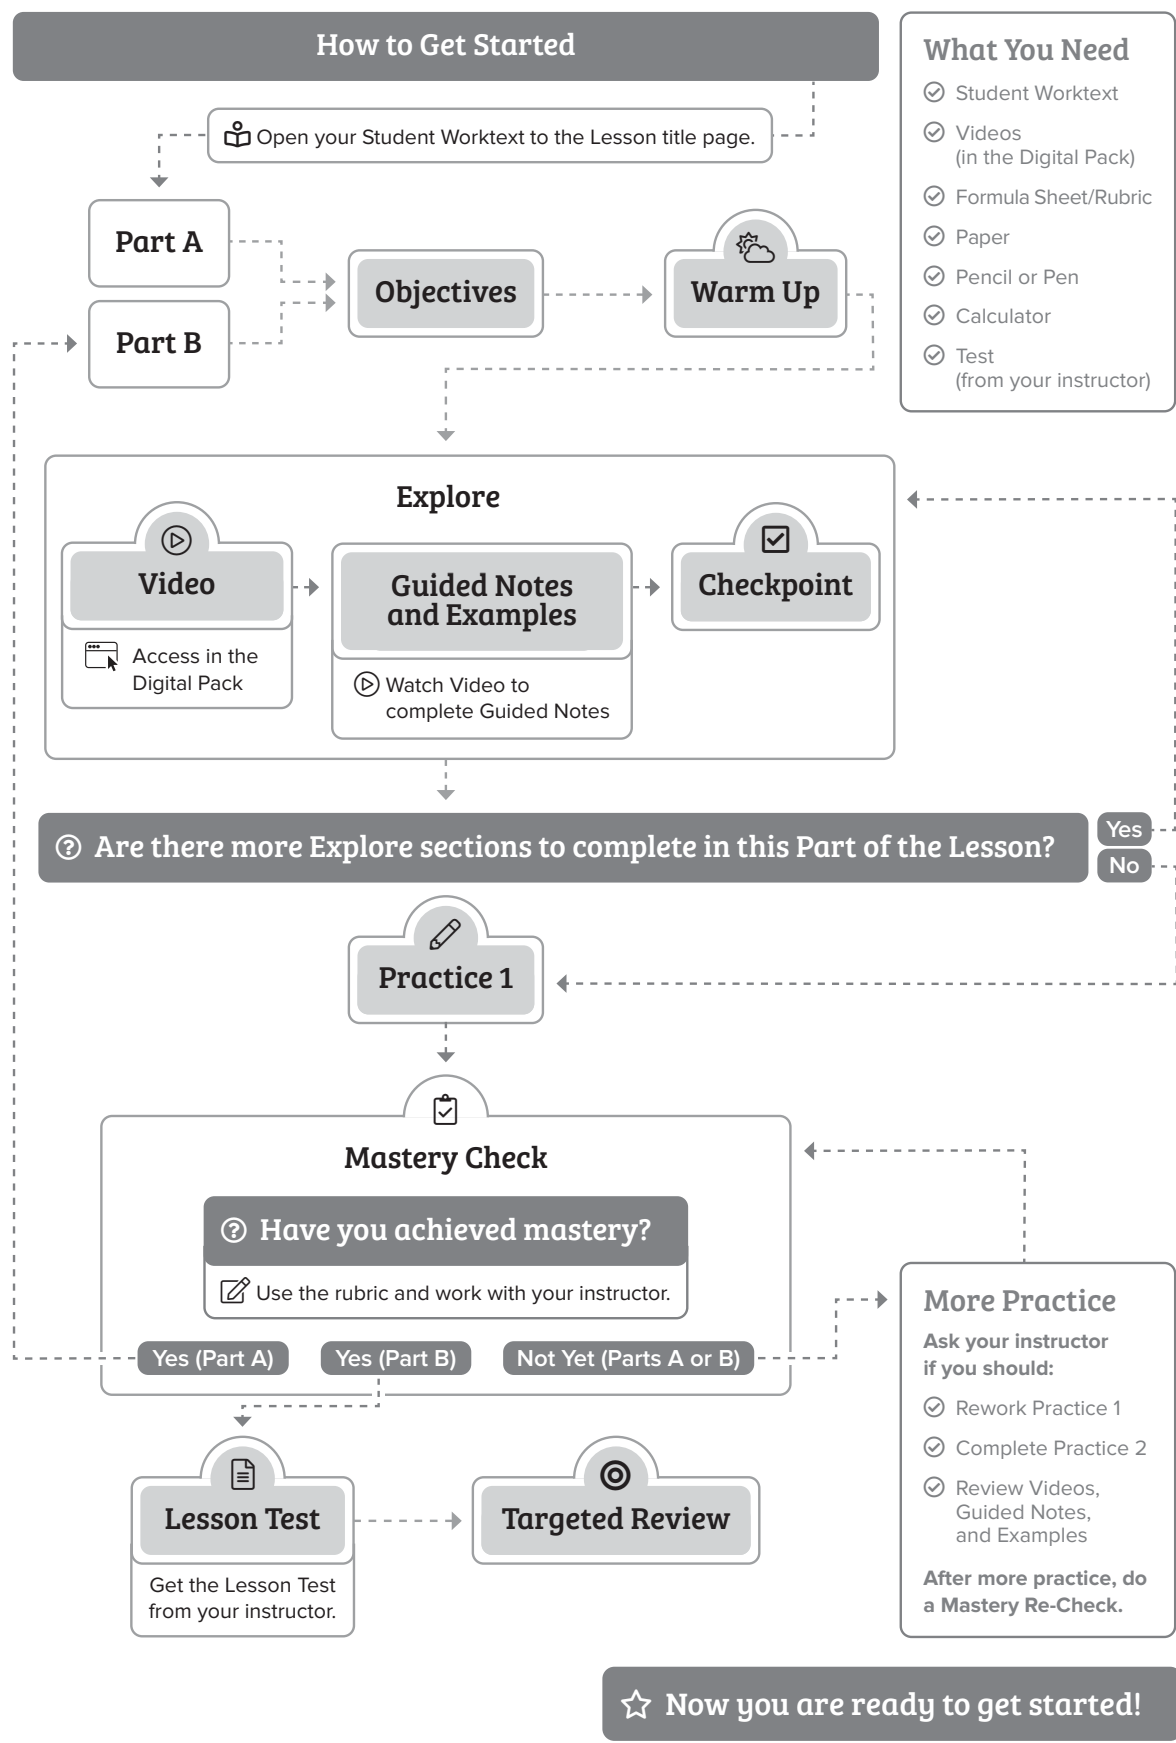 How to Get Started
Open your Student Worktext to the Lesson title page.
Part A
Part B
Objectives
Warm Up
What You Need
Student Worktext
Videos
(in the Digital Pack)
Formula Sheet/Rubric
Paper
Pencil or Pen
Calculator
Test
(from your instructor)
Explore
Video
Access in the
Digital Pack
Guided Notes
and Examples
Watch Video to
complete Guided Notes
Checkpoint
Are there more Explore sections to complete in this Part of the Lesson?
Yes
No
Practice 1
Mastery Check
Have you achieved mastery?
Use the rubric and work with your instructor.
Yes (Part A)
Yes (Part B)
Not Yet (Parts A or B)
More Practice
Ask your instructor
if you should:
Rework Practice 1
Complete Practice 2
Review Videos,
Guided Notes,
and Examples
After more practice, do
a Mastery Re-Check.
Lesson Test
Get the Lesson Test
from your instructor.
Targeted Review
Now you are ready to get started!